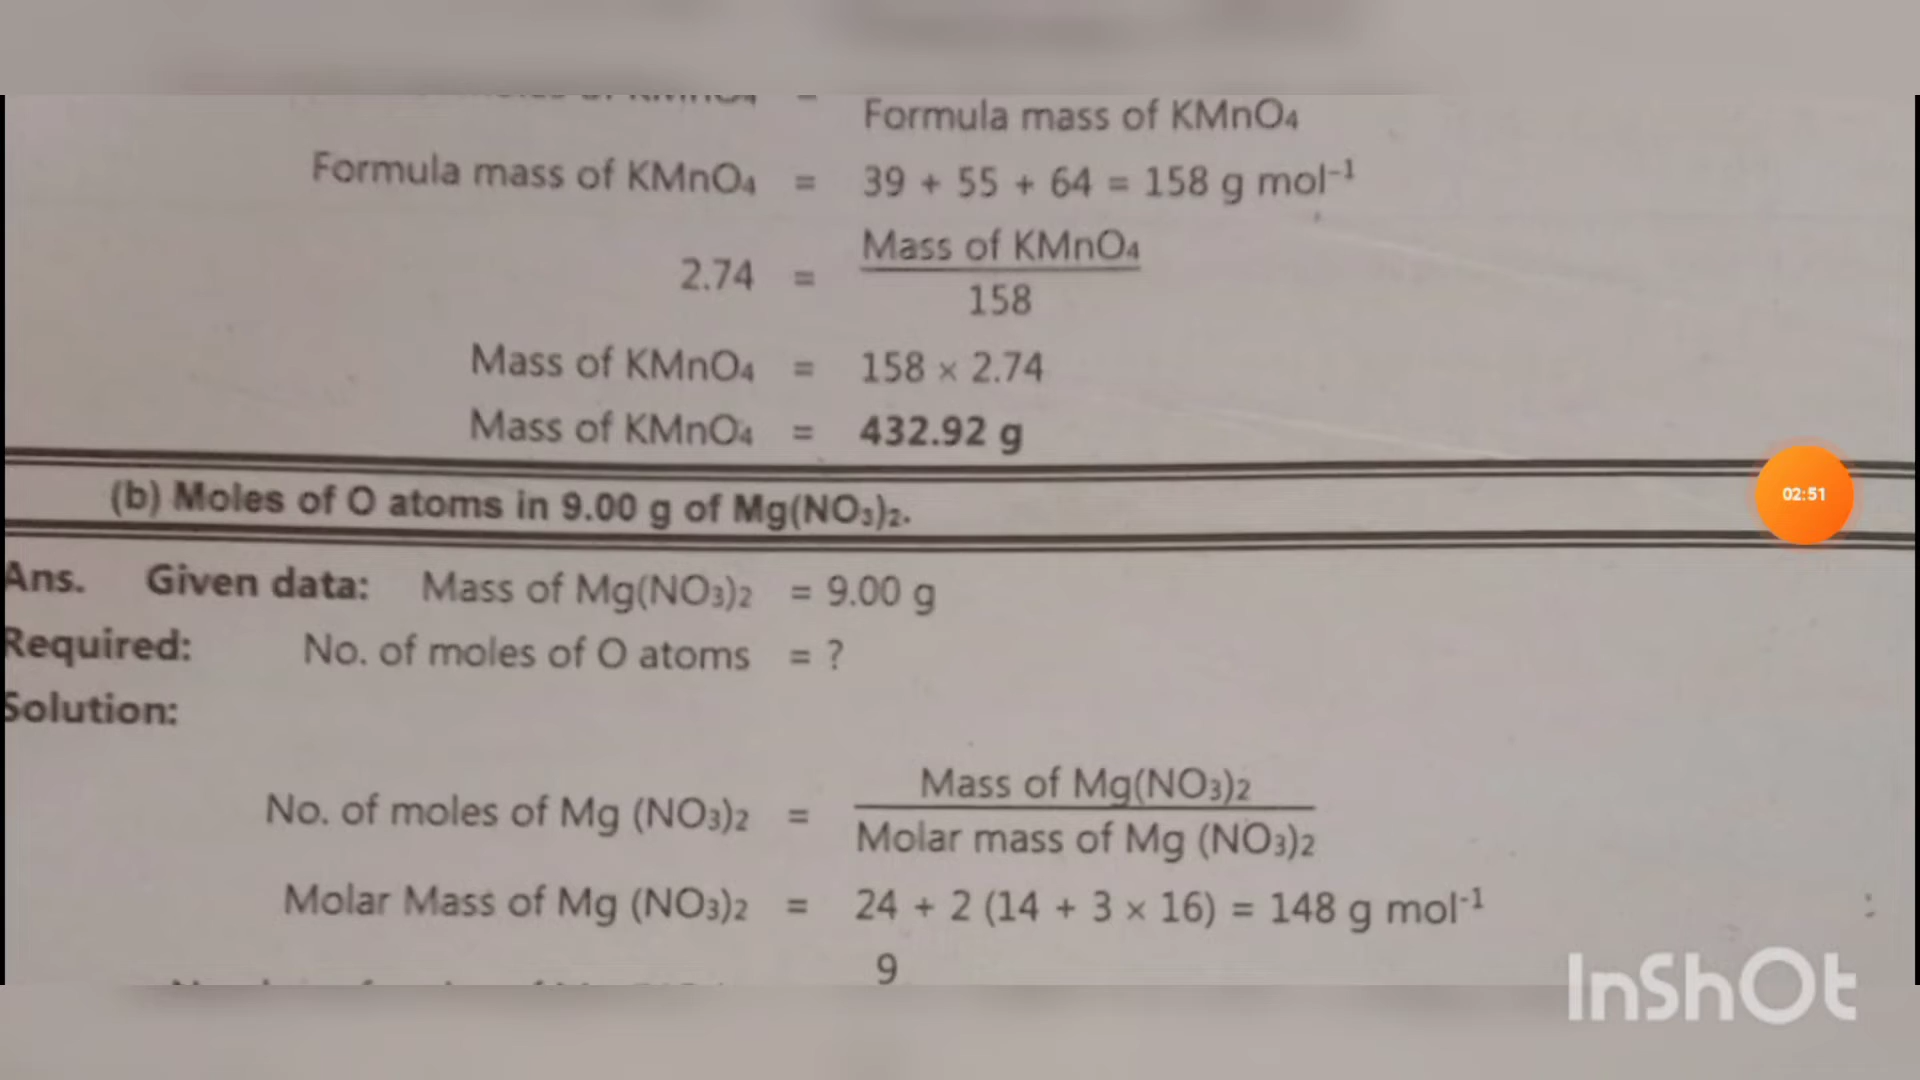 Formula mass of KMnO₄
Formula mass of KMnO₄ = 39 + 55 + 64 = 158 g mol⁻¹
2.74 = Mass of KMnO₄
158
Mass of KMnO₄ = 158 × 2.74
Mass of KMnO₄ = 432.92 g
(b) Moles of O atoms in 9.00 g of Mg(NO₃)₂.
02:51
Ans. Given data: Mass of Mg(NO₃)₂ = 9.00 g
Required: No. of moles of O atoms = ?
Solution:
No. of moles of Mg (NO₃)₂ = Mass of Mg(NO₃)₂
Molar mass of Mg (NO₃)₂
Molar Mass of Mg (NO₃)₂ = 24 + 2 (14 + 3 × 16) = 148 g mol⁻¹
9
InShOt